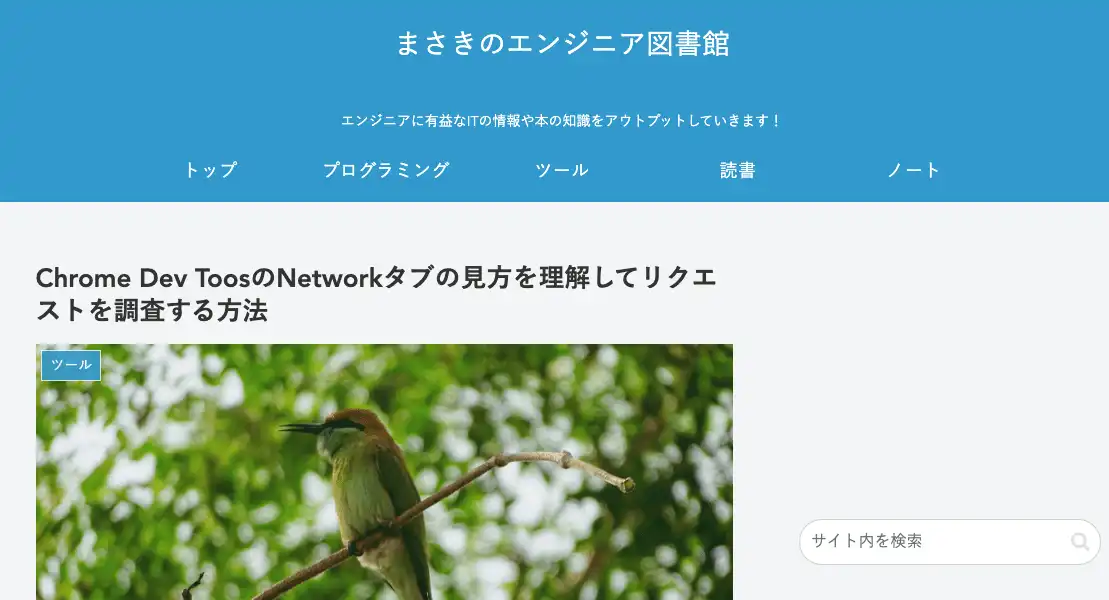 まさきのエンジニア図書館
エンジニアに有益なITの情報や本の知識をアウトプットしていきます！
トップ プログラミング ツール 読書 ノート
Chrome Dev ToosのNetworkタブの見方を理解してリクエ
ストを調査する方法
ツール
サイト内を検索